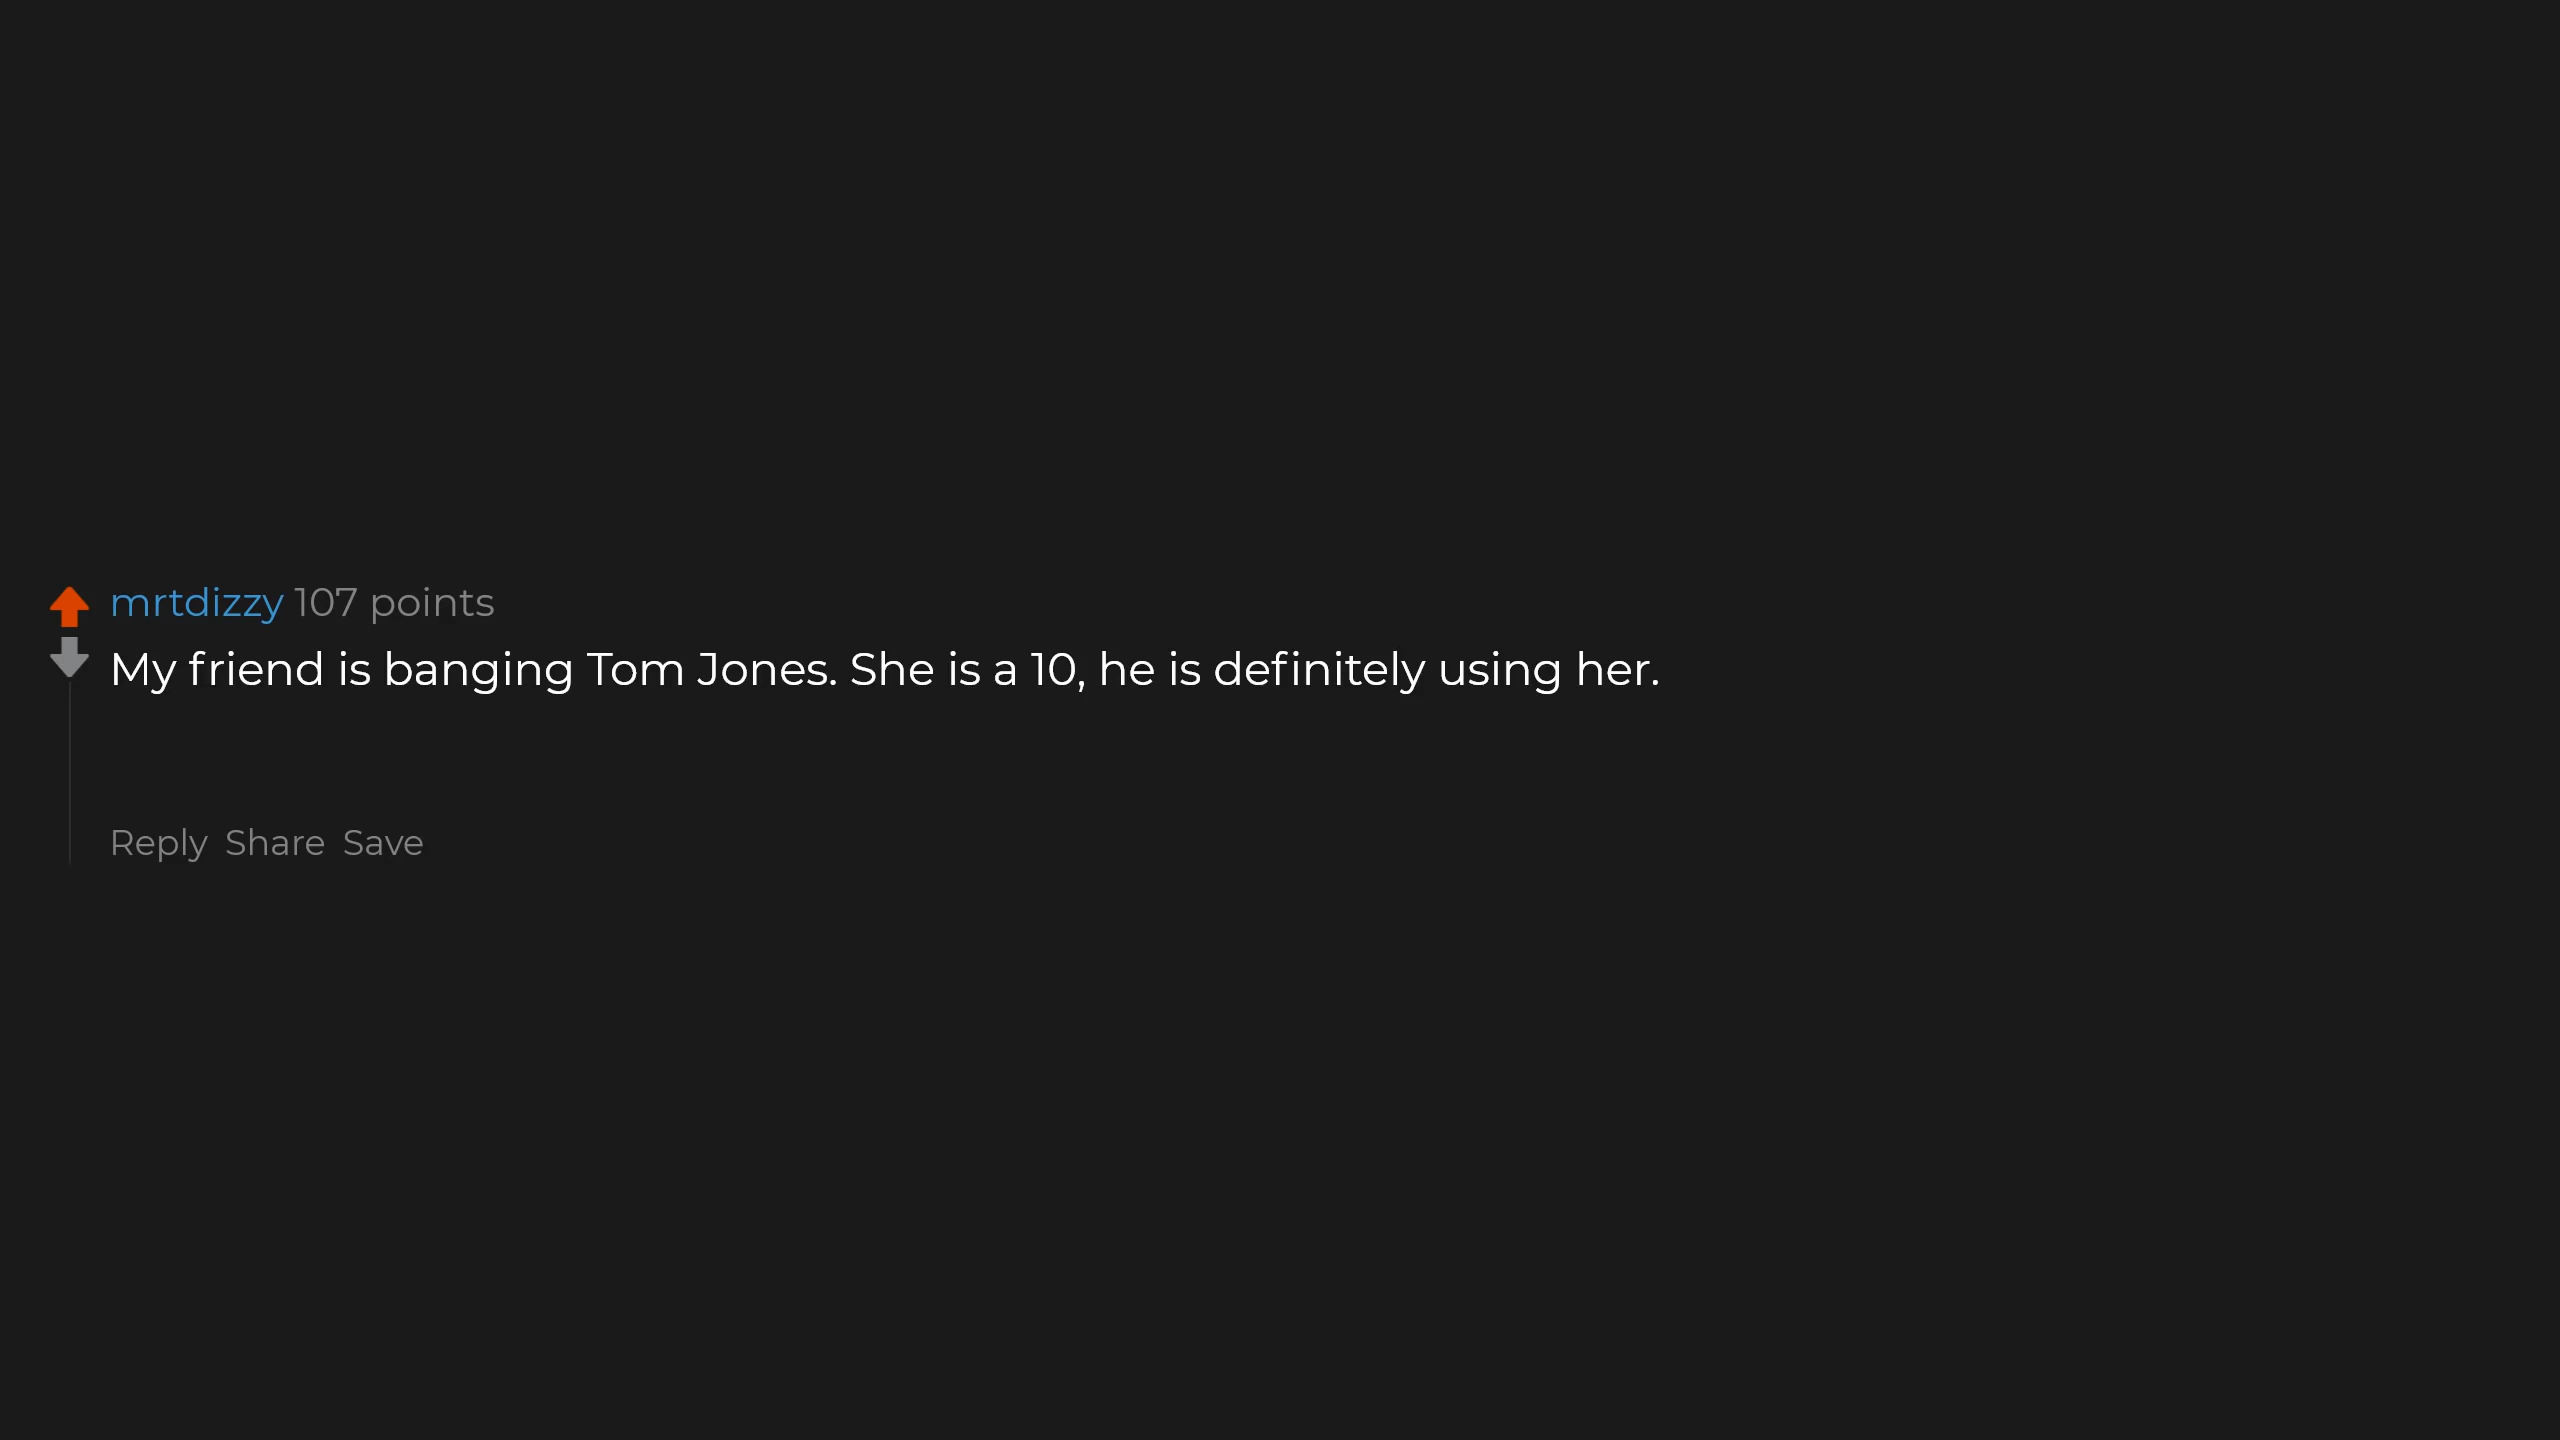 mrtdizzy 107 points
My friend is banging Tom Jones. She is a 10, he is definitely using her.
Reply Share Save